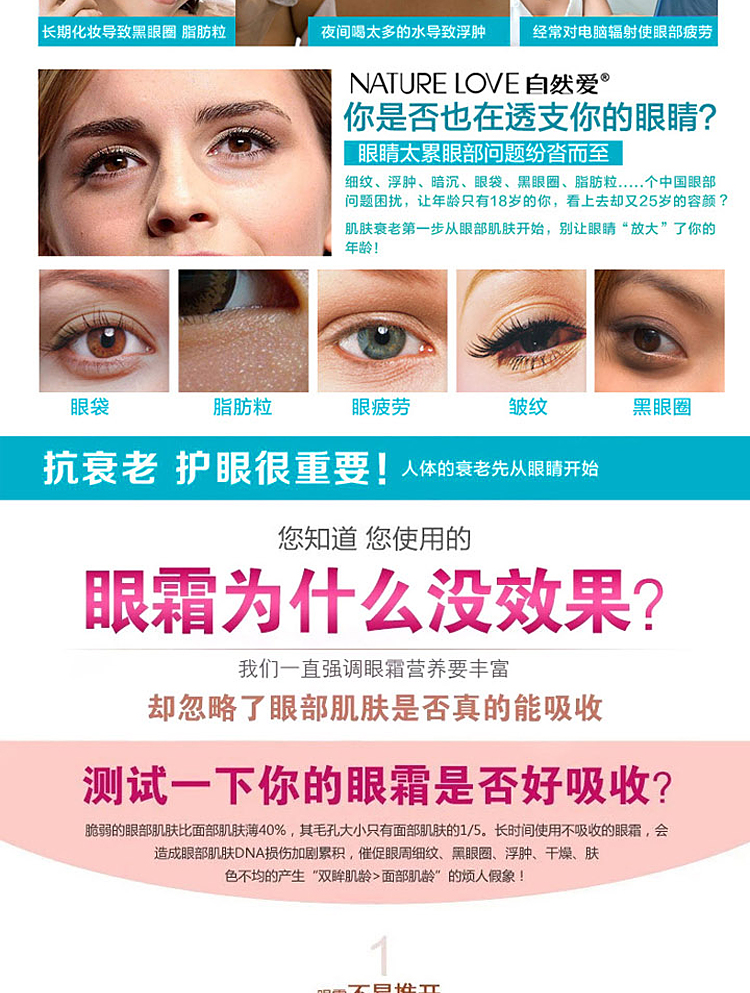 长期化妆导致黑眼圈 脂肪粒
夜间喝太多的水导致浮肿
经常对电脑辐射使眼部疲劳
NATURE LOVE 自然爱®
你是否也在透支你的眼睛?
眼睛太累眼部问题纷沓而至
细纹、浮肿、暗沉、眼袋、黑眼圈、脂肪粒.....个中国眼部
问题困扰，让年龄只有18岁的你，看上去却又25岁的容颜？
肌肤衰老第一步从眼部肌肤开始，别让眼睛“放大”了你的
年龄!
眼袋
脂肪粒
眼疲劳
皱纹
黑眼圈
抗衰老 护眼很重要! 人体的衰老先从眼睛开始
您知道 您使用的
眼霜为什么没效果?
我们一直强调眼霜营养要丰富
却忽略了眼部肌肤是否真的能吸收
测试一下你的眼霜是否好吸收?
脆弱的眼部肌肤比面部肌肤薄40%，其毛孔大小只有面部肌肤的1/5。长时间使用不吸收的眼霜，会
造成眼部肌肤DNA损伤加剧累积，催促眼周细纹、黑眼圈、浮肿、干燥、肤
色不均的产生“双眸肌龄>面部肌龄”的烦人假象！
1
眼霜不易推开